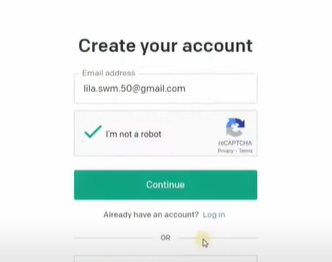 Create your account
Email address
lila.swm.50@gmail.com
I'm not a robot
reCAPTCHA
Privacy - Terms
Continue
Already have an account? Log in
OR